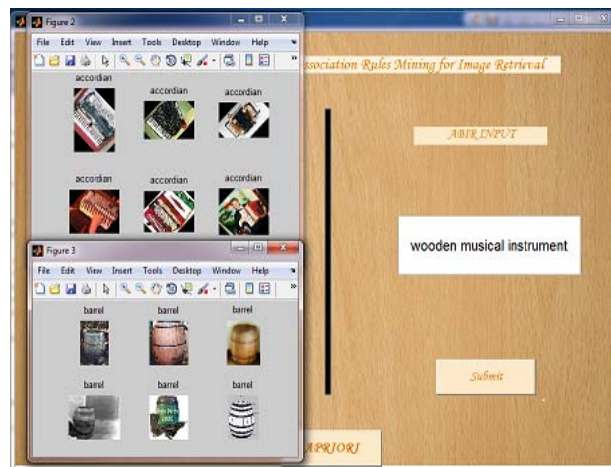 Figure 2
File Edit View Insert Tools Desktop Window Help
accordian
accordian accordian
accordian accordian accordian
Figure 3
File Edit View Insert Tools Desktop Window Help
barrel barrel barrel
barrel barrel barrel
ssociation Rules Mining for Image Retrieval
ABIR INPUT
wooden musical instrument
Submit
APRIORI